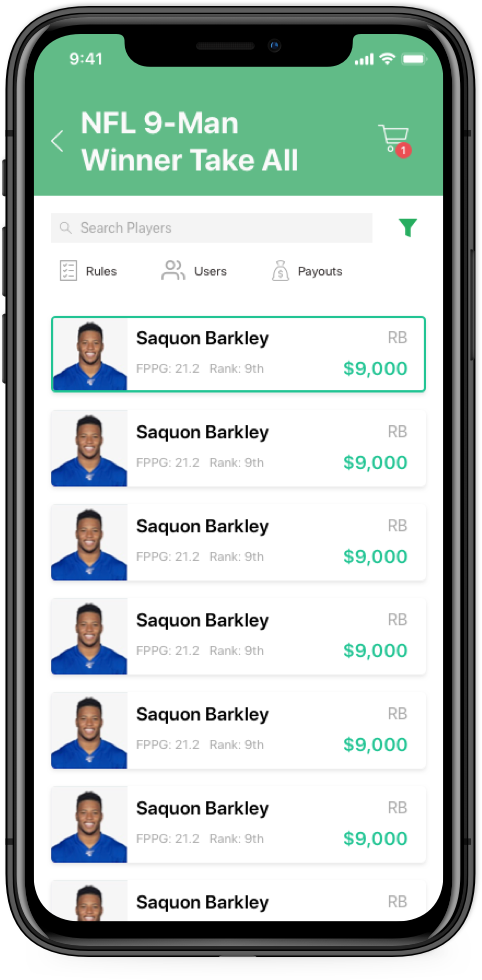 9:41
NFL 9-Man
Winner Take All
1
Search Players
Rules Users Payouts
Saquon Barkley RB
FPPG: 21.2 Rank: 9th $9,000
Saquon Barkley RB
FPPG: 21.2 Rank: 9th $9,000
Saquon Barkley RB
FPPG: 21.2 Rank: 9th $9,000
Saquon Barkley RB
FPPG: 21.2 Rank: 9th $9,000
Saquon Barkley RB
FPPG: 21.2 Rank: 9th $9,000
Saquon Barkley RB
FPPG: 21.2 Rank: 9th $9,000
Saquon Barkley RB